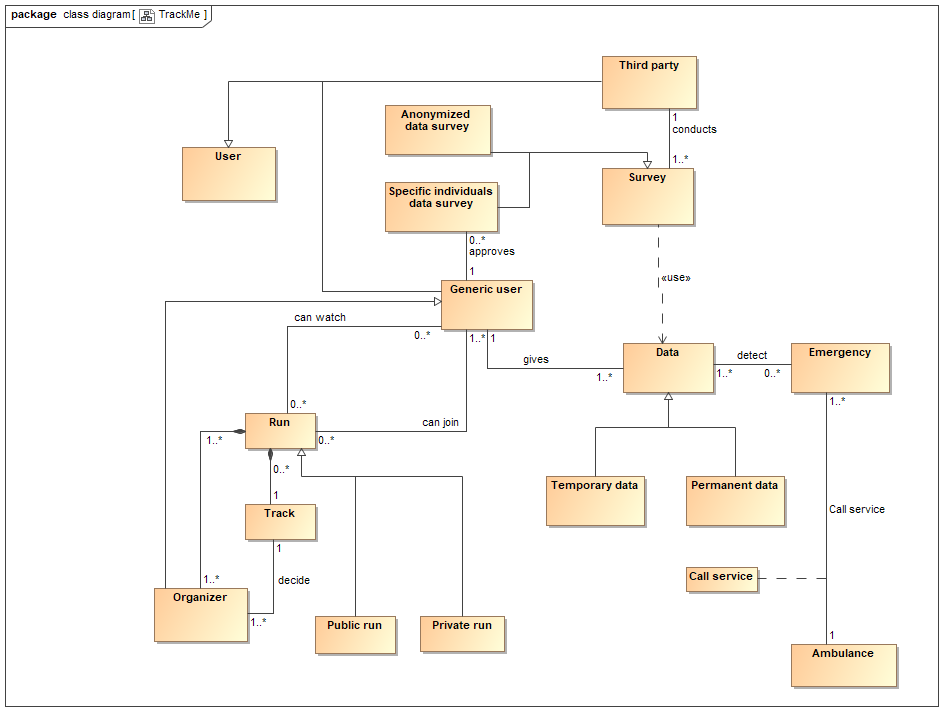 package class diagram[ TrackMe ]
Third party
1
conducts
1..*
Anonymized
data survey
User
Survey
Specific individuals
data survey
0..*
approves
1
«use»
Generic user
can watch
0..*
1..*
1
gives
1..*
Data
detect
1..*
0..*
Emergency
1..*
0..*
Run
can join
0..*
1..*
0..*
1
Track
Temporary data
Permanent data
Call service
1
decide
Call service
1..*
Organizer
1..*
Public run
Private run
1
Ambulance